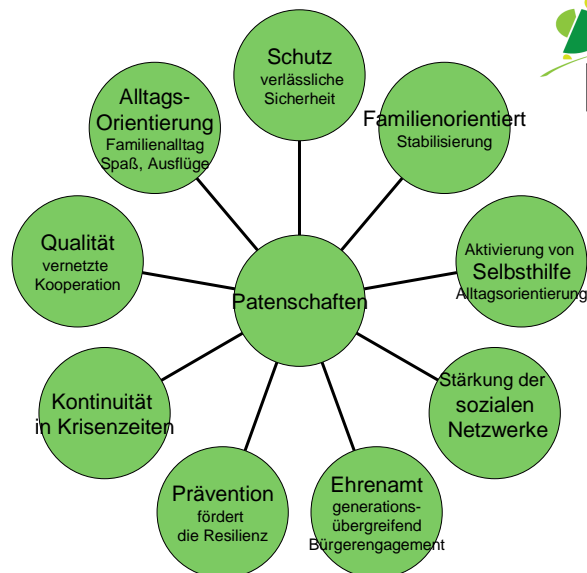 Schutz
verlässliche
Sicherheit
Familienorientiert
Stabilisierung
Aktivierung von
Selbsthilfe
Alltagsorientierung
Stärkung der
sozialen
Netzwerke
Ehrenamt
generations-
übergreifend
Bürgerengagement
Prävention
fördert
die Resilienz
Kontinuität
in Krisenzeiten
Qualität
vernetzte
Kooperation
Alltags-
Orientierung
Familienalltag
Spaß, Ausflüge
Patenschaften